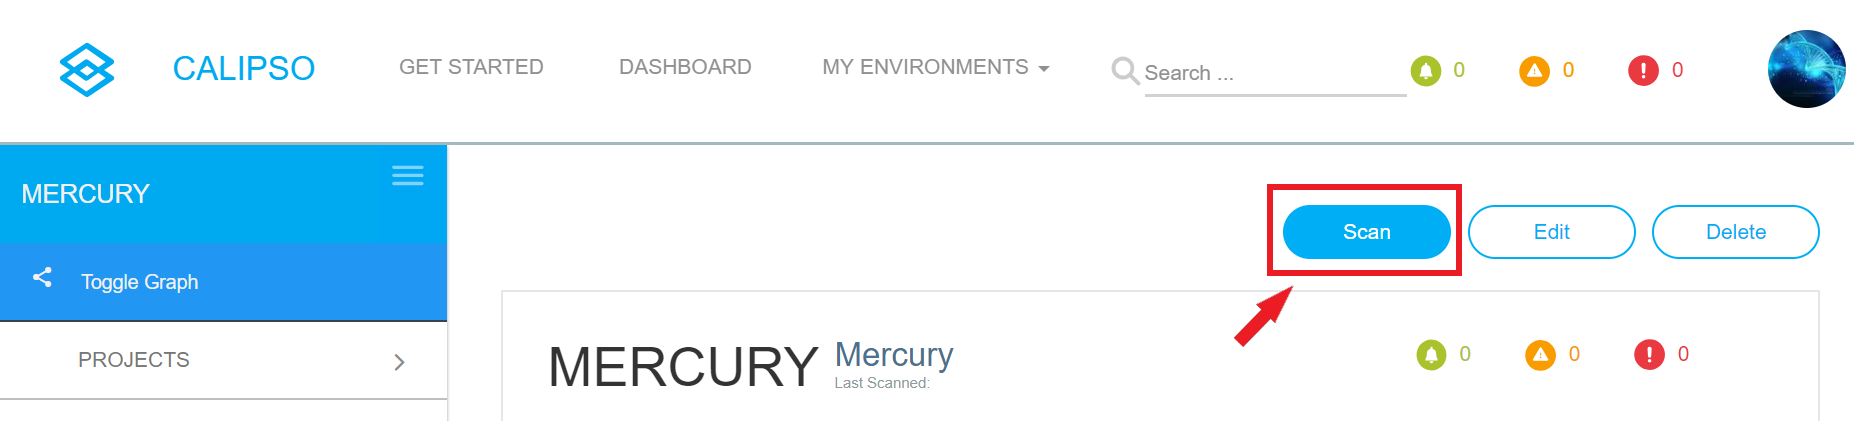 CALIPSO GET STARTED DASHBOARD MY ENVIRONMENTS Search ... 0 0 0
MERCURY
Scan Edit Delete
Toggle Graph
MERCURY Mercury 0 0 0
Last Scanned:
PROJECTS